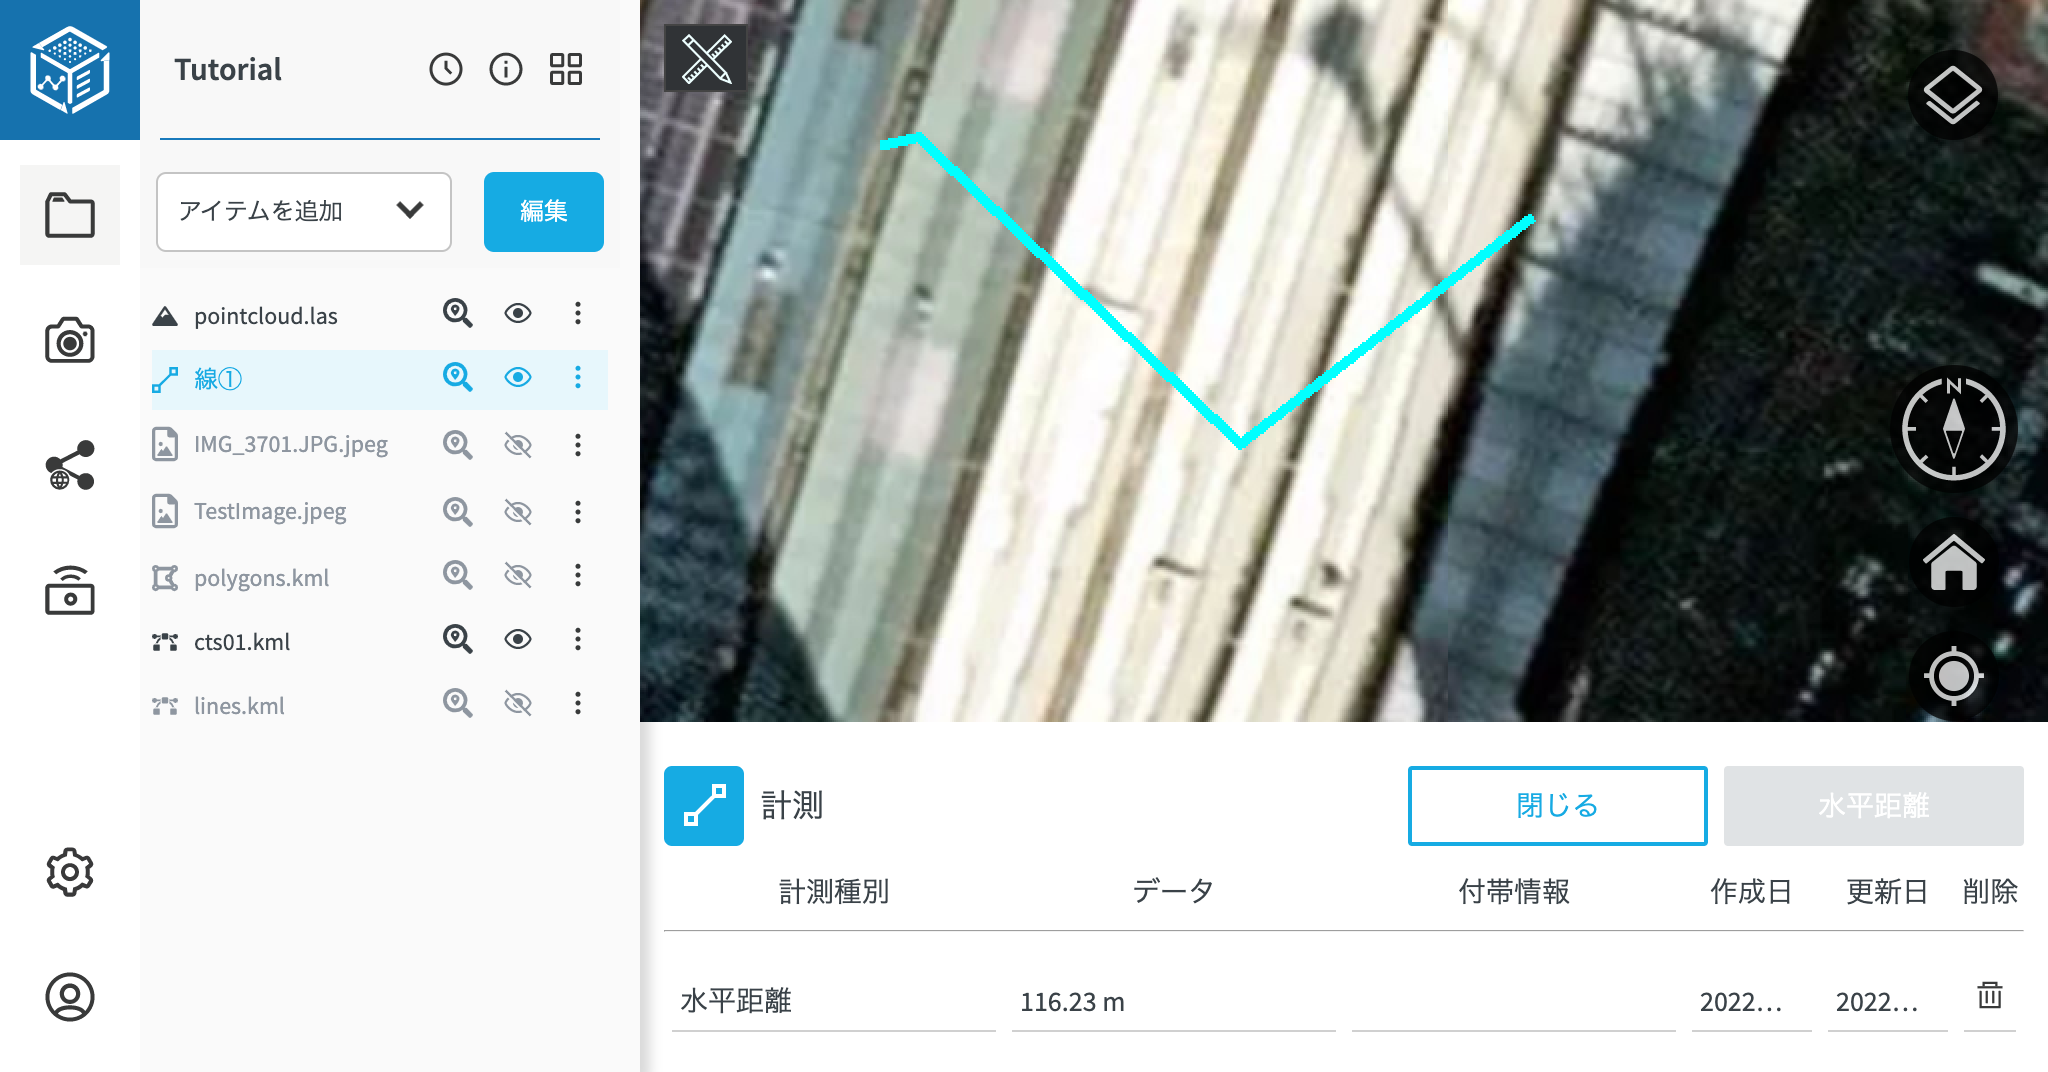 Tutorial
アイテムを追加
編集
pointcloud.las
線①
IMG_3701.JPG.jpeg
TestImage.jpeg
polygons.kml
cts01.kml
lines.kml
N
計測
閉じる
水平距離
計測種別 データ 付帯情報 作成日 更新日 削除
水平距離 116.23 m 2022… 2022…